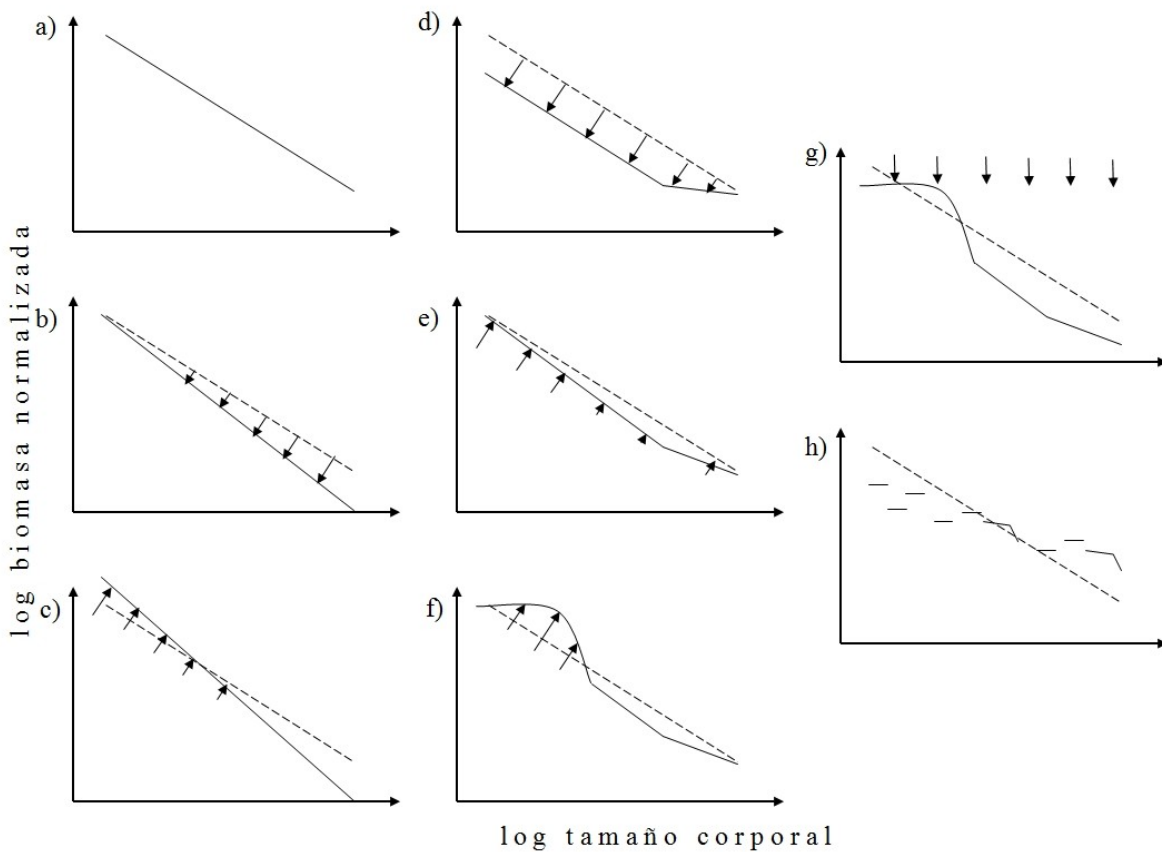 a)
b)
c)
d)
e)
f)
g)
h)
log biomasa normalizada
log tamaño corporal